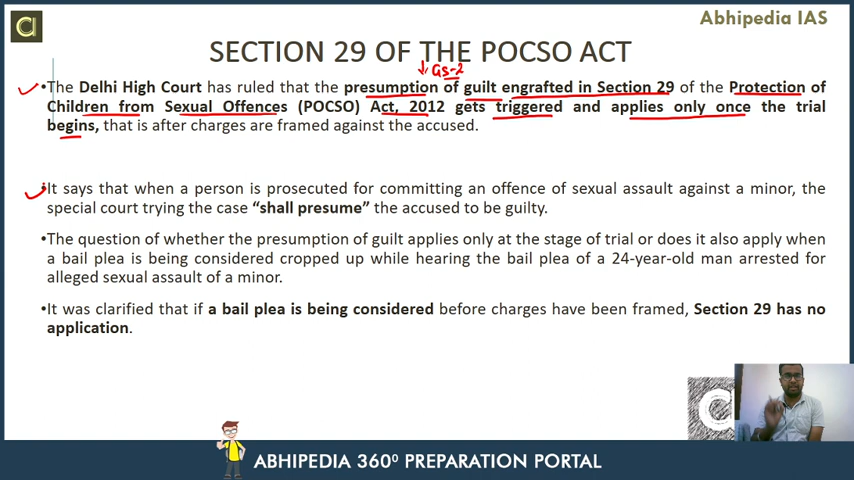 Abhipedia IAS
SECTION 29 OF THE POCSO ACT
GS-2
•The Delhi High Court has ruled that the presumption of guilt engrafted in Section 29 of the Protection of
Children from Sexual Offences (POCSO) Act, 2012 gets triggered and applies only once the trial
begins, that is after charges are framed against the accused.
•It says that when a person is prosecuted for committing an offence of sexual assault against a minor, the
special court trying the case “shall presume” the accused to be guilty.
•The question of whether the presumption of guilt applies only at the stage of trial or does it also apply when
a bail plea is being considered cropped up while hearing the bail plea of a 24-year-old man arrested for
alleged sexual assault of a minor.
•It was clarified that if a bail plea is being considered before charges have been framed, Section 29 has no
application.
ABHIPEDIA 360⁰ PREPARATION PORTAL